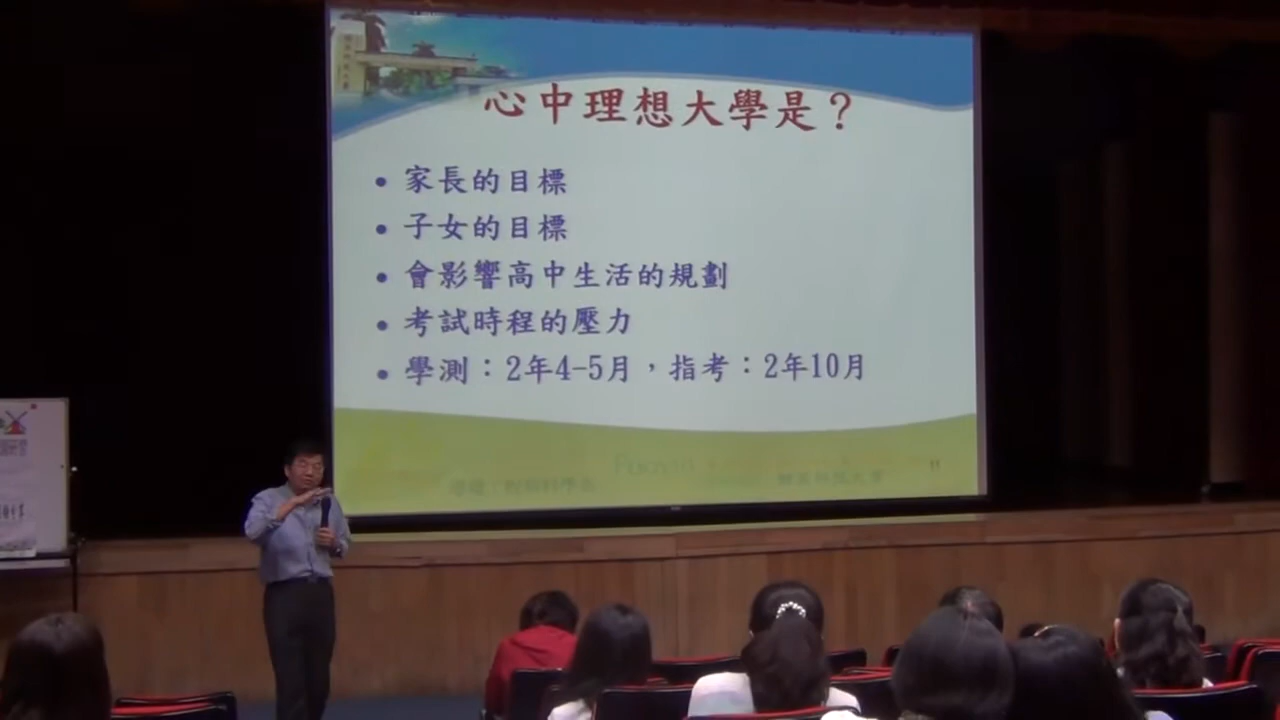 心中理想大學是？
• 家長的目標
• 子女的目標
• 會影響高中生活的規劃
• 考試時程的壓力
• 學測：2年4-5月，指考：2年10月
11